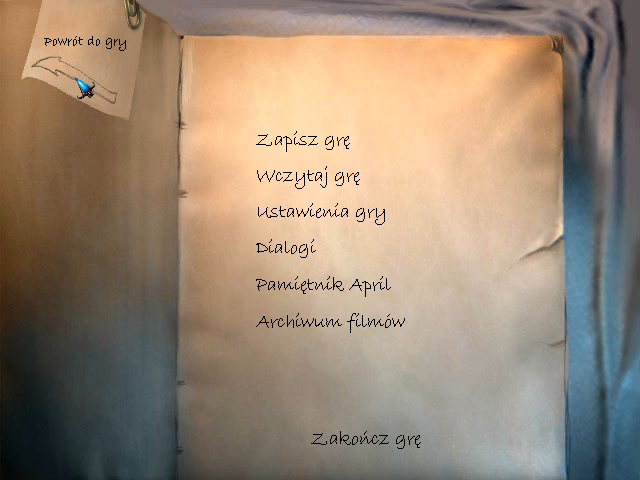 Powrót do gry
Zapisz grę
Wczytaj grę
Ustawienia gry
Dialogi
Pamiętnik April
Archiwum filmów
Zakończ grę